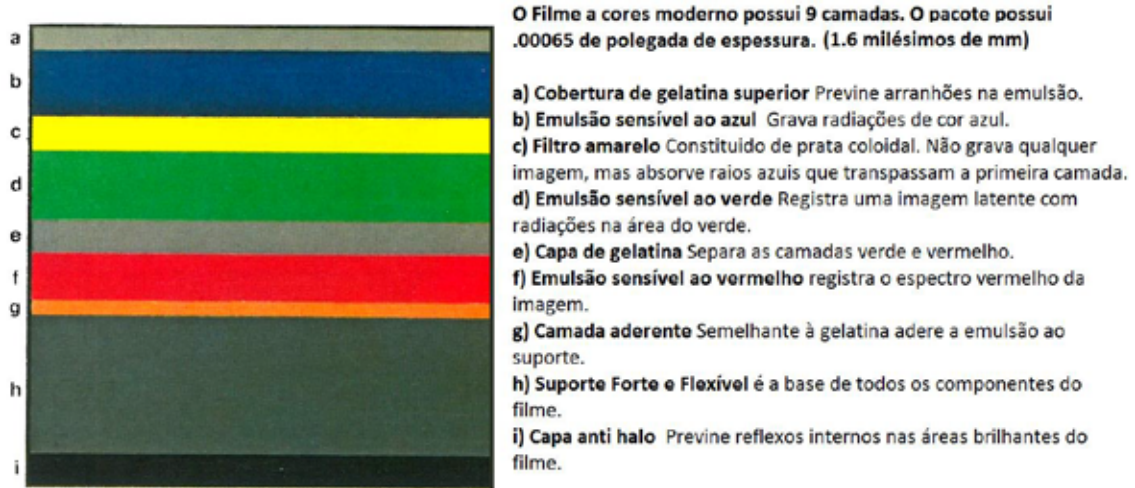 O Filme a cores moderno possui 9 camadas. O pacote possui
.00065 de polegada de espessura. (1.6 milésimos de mm)
a) Cobertura de gelatina superior Previne arranhões na emulsão.
b) Emulsão sensível ao azul Grava radiações de cor azul.
c) Filtro amarelo Constituido de prata coloidal. Não grava qualquer
imagem, mas absorve raios azuis que transpassam a primeira camada.
d) Emulsão sensível ao verde Registra uma imagem latente com
radiações na área do verde.
e) Capa de gelatina Separa as camadas verde e vermelho.
f) Emulsão sensível ao vermelho registra o espectro vermelho da
imagem.
g) Camada aderente Semelhante à gelatina adere a emulsão ao
suporte.
h) Suporte Forte e Flexível é a base de todos os componentes do
filme.
i) Capa anti halo Previne reflexos internos nas áreas brilhantes do
filme.
a
b
c
d
e
f
g
h
i